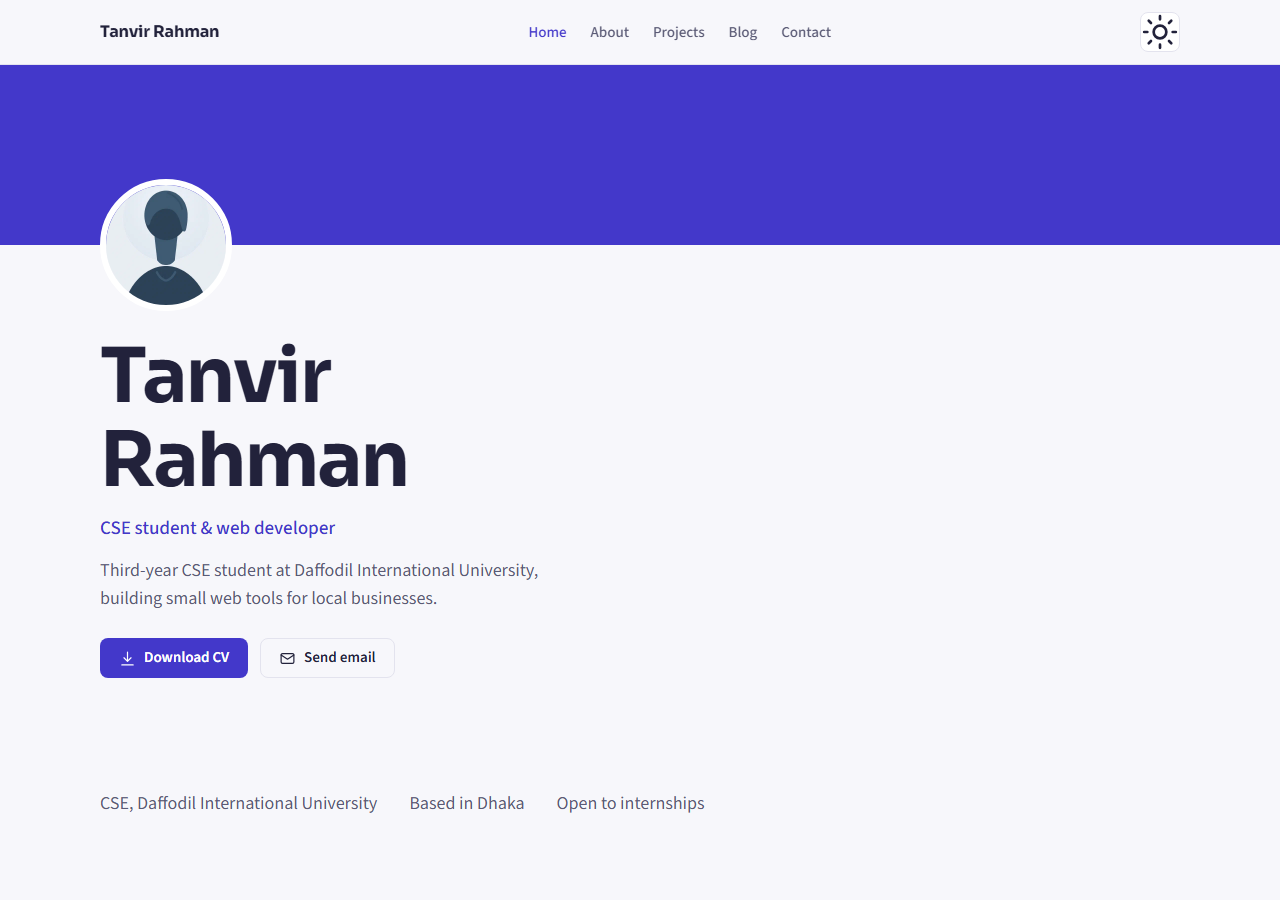 Tanvir Rahman
Home About Projects Blog Contact
Tanvir
Rahman
CSE student & web developer
Third-year CSE student at Daffodil International University,
building small web tools for local businesses.
Download CV Send email
CSE, Daffodil International University Based in Dhaka Open to internships